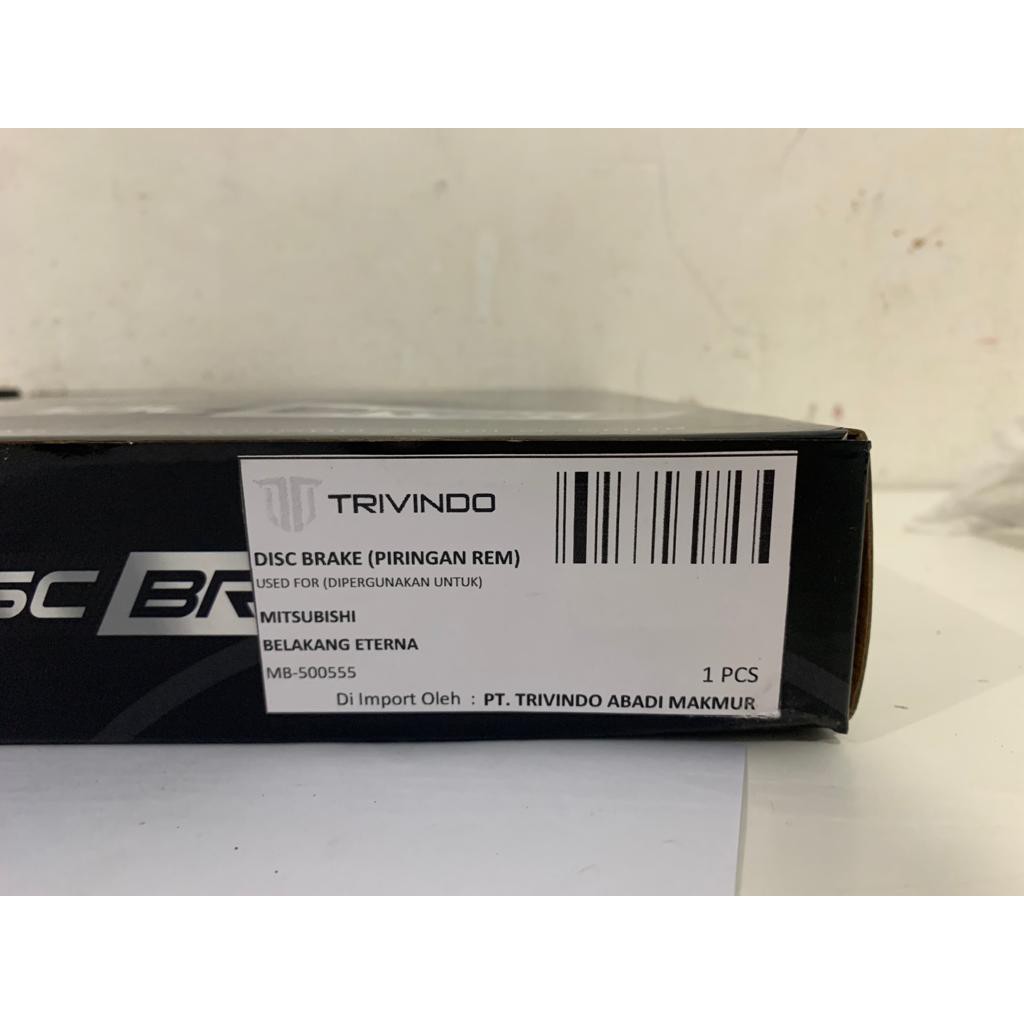 TRIVINDO
DISC BRAKE (PIRINGAN REM)
USED FOR (DIPERGUNAKAN UNTUK)
MITSUBISHI
BELAKANG ETERNA
MB-500555
1 PCS
Di Import Oleh : PT. TRIVINDO ABADI MAKMUR
SC BR